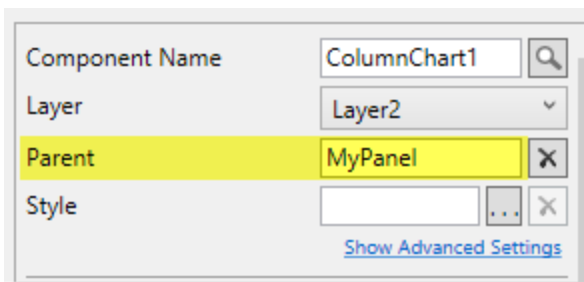 Component Name ColumnChart1
Layer Layer2
Parent MyPanel
Style ...
Show Advanced Settings